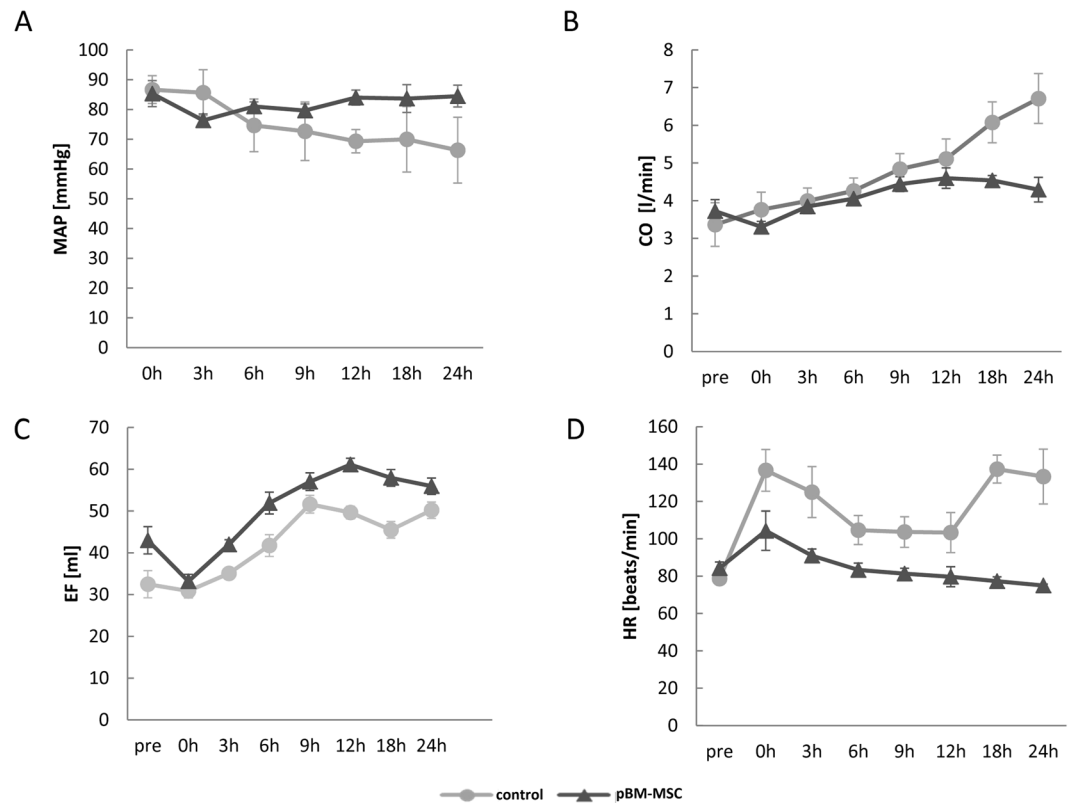 A
MAP [mmHg]
100
90
80
70
60
50
40
30
20
10
0
0h 3h 6h 9h 12h 18h 24h
B
CO [l/min]
8
7
6
5
4
3
2
1
0
pre 0h 3h 6h 9h 12h 18h 24h
C
EF [ml]
70
60
50
40
30
20
10
0
pre 0h 3h 6h 9h 12h 18h 24h
D
HR [beats/min]
160
140
120
100
80
60
40
20
0
pre 0h 3h 6h 9h 12h 18h 24h
control pBM-MSC